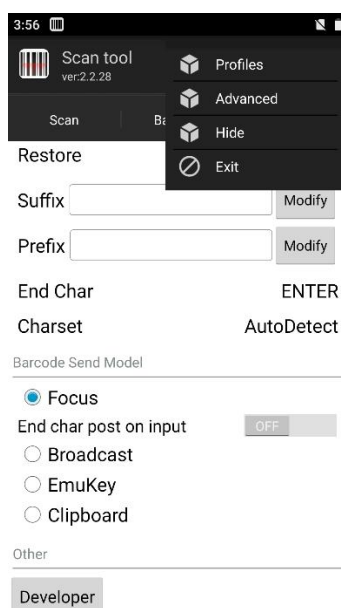 3:56
Scan tool
ver:2.2.28
Profiles
Advanced
Hide
Exit
Scan
Ba
Restore
Suffix
Modify
Prefix
Modify
End Char ENTER
Charset AutoDetect
Barcode Send Model
Focus
End char post on input OFF
Broadcast
EmuKey
Clipboard
Other
Developer